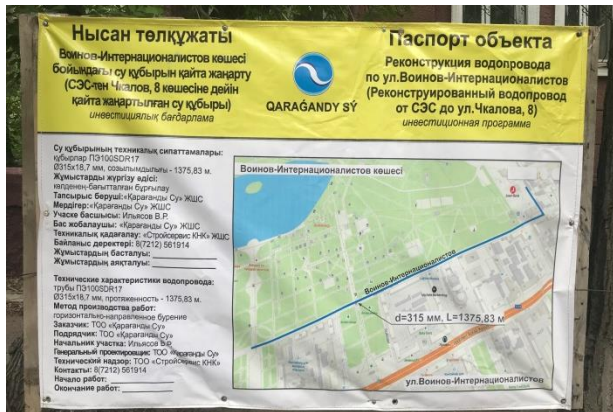 Нысан төлқұжаты
Воинов-Интернационалистов көшесі
бойындағы су құбырын қайта жаңарту
(СЭС-тен Чкалов, 8 көшесіне дейін
қайта жаңартылған су құбыры)
инвестициялық бағдарлама
QARAǴANDY SÝ
Паспорт объекта
Реконструкция водопровода
по ул.Воинов-Интернационалистов
(Реконструированный водопровод
от СЭС до ул.Чкалова, 8)
инвестиционная программа
Су құбырының техникалық сипаттамалары:
құбырлар ПЭ100SDR17
Ø315х18,7 мм, созылымдылығы - 1375,83 м.
Жұмыстарды жүргізу әдісі:
көлденең-бағытталған бұрғылау
Тапсырыс беруші: «Қарағанды Су» ЖШС
Мердігер: «Қарағанды Су» ЖШС
Учаске басшысы: Ильясов В.Р.
Бас жобалаушы: «Қарағанды Су» ЖШС
Техникалық қадағалау: «Стройсервис КНК» ЖШС
Байланыс деректері: 8(7212) 561914
Жұмыстардың басталуы:
Жұмыстардың аяқталуы:
Технические характеристики водопровода:
трубы ПЭ100SDR17
Ø315х18,7 мм, протяженность - 1375,83 м.
Метод производства работ:
горизонтально-направленное бурение
Заказчик: ТОО «Қарағанды Су»
Подрядчик: ТОО «Қарағанды Су»
Начальник участка: Ильясов В.Р.
Генеральный проектировщик: ТОО «Қарағанды Су»
Технический надзор: ТОО «Стройсервис КНК»
Контакты: 8(7212) 561914
Начало работ:
Окончание работ:
Воинов-Интернационалистов көшесі
Воинов-Интернационалистов
d=315 мм. L=1375,83 м
ул.Воинов-Интернационалистов